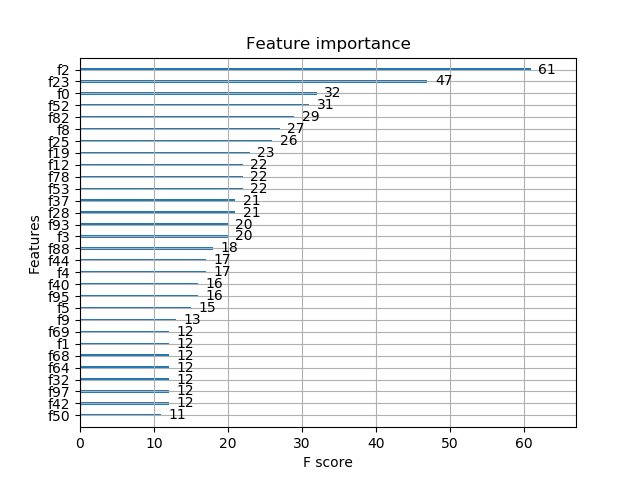 Feature importance
f2 61
f23 47
f0 32
f52 31
f82 29
f8 27
f25 26
f19 23
f12 22
f78 22
f53 22
f37 21
f28 21
f93 20
f3 20
f88 18
f44 17
f4 17
f40 16
f95 16
f5 15
f9 13
f69 12
f1 12
f68 12
f64 12
f32 12
f97 12
f42 12
f50 11
Features
0 10 20 30 40 50 60
F score